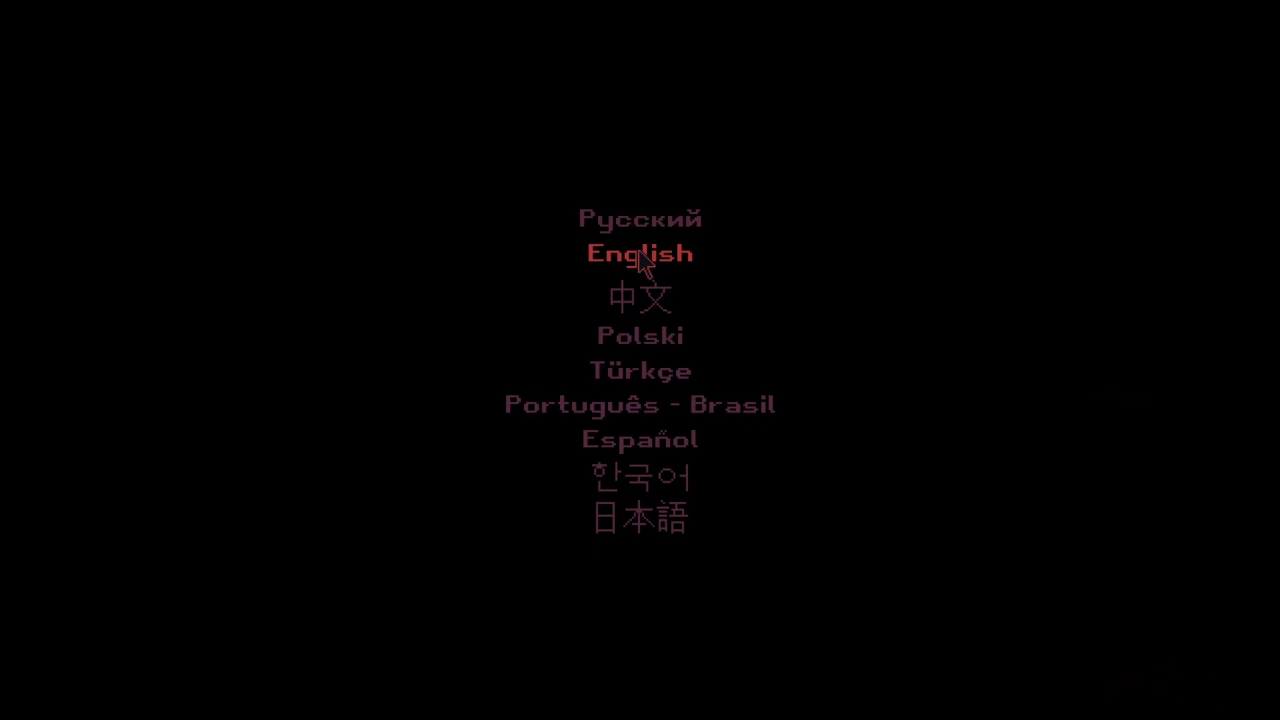 Русский
English
中文
Polski
Türkçe
Português - Brasil
Español
한국어
日本語